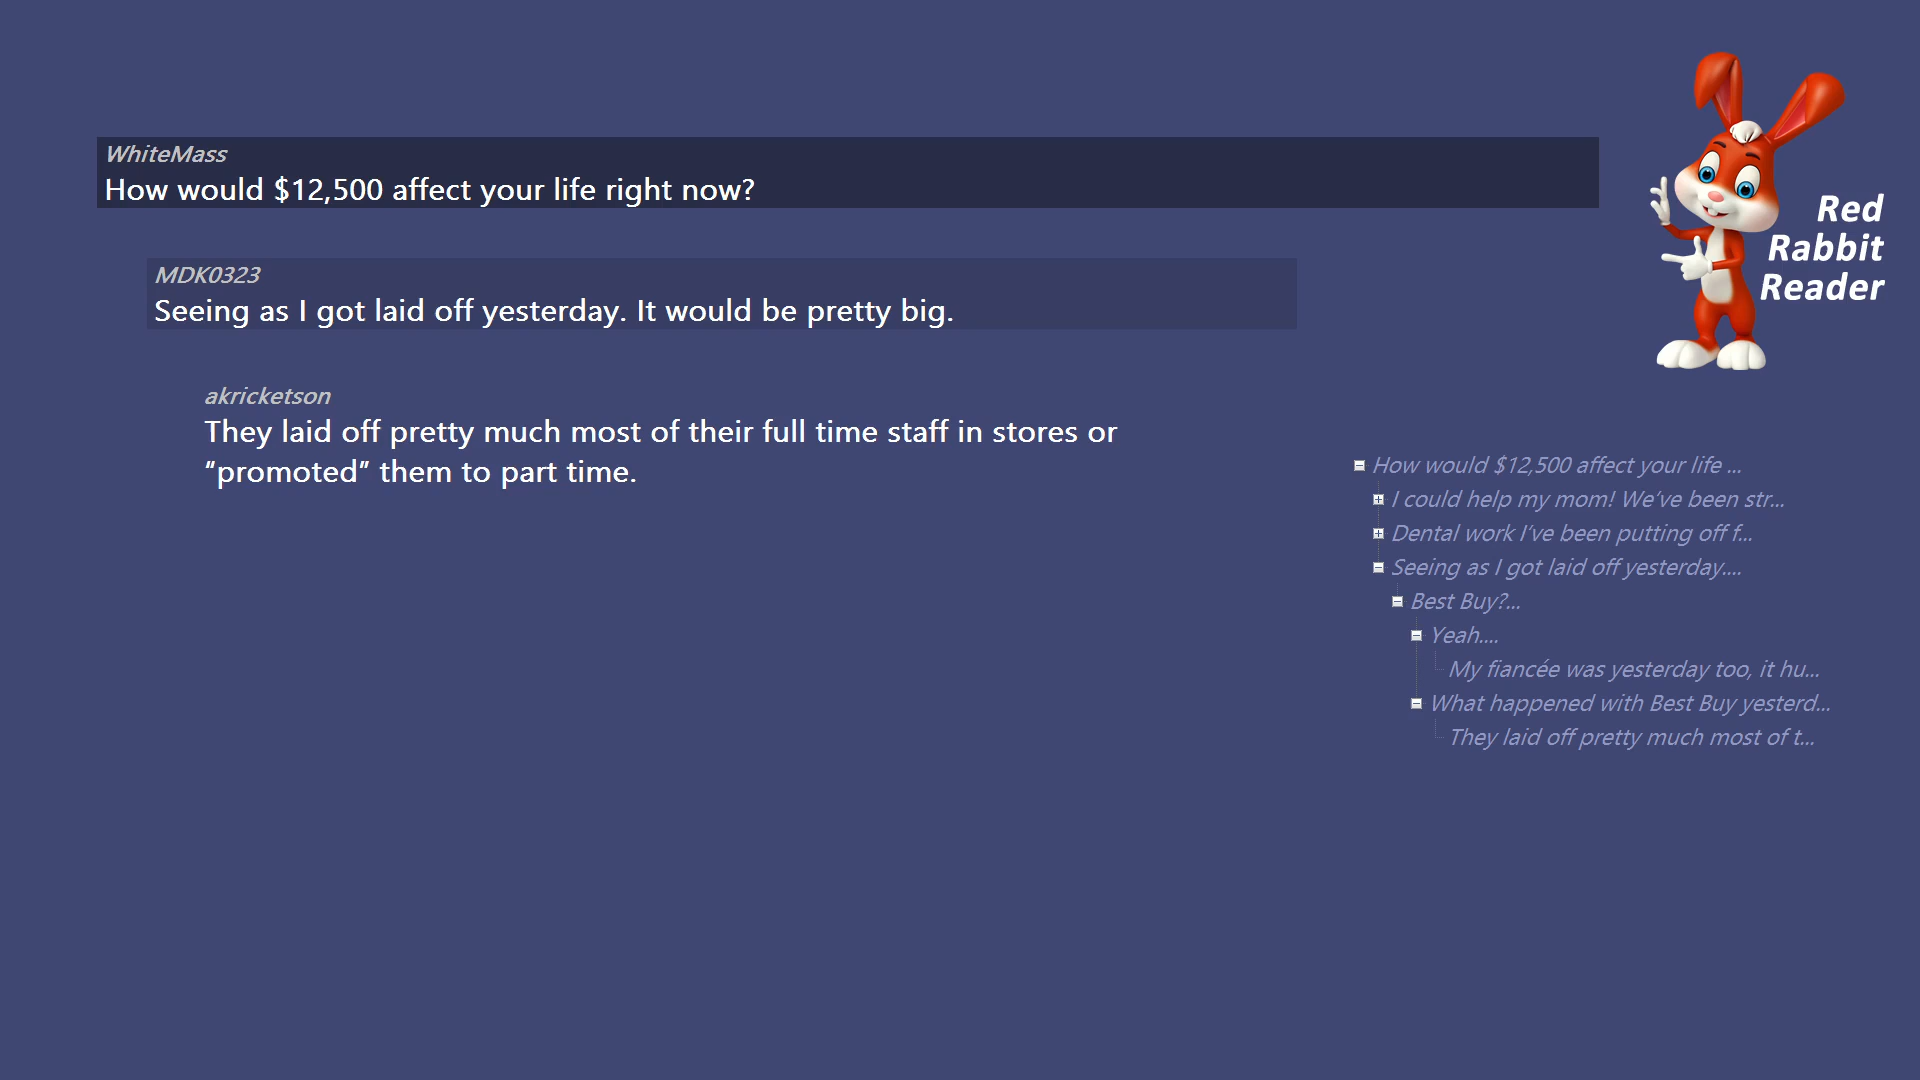 WhiteMass
How would $12,500 affect your life right now?
MDK0323
Seeing as I got laid off yesterday. It would be pretty big.
akricketson
They laid off pretty much most of their full time staff in stores or
“promoted” them to part time.
Red
Rabbit
Reader
How would $12,500 affect your life ...
I could help my mom! We’ve been str...
Dental work I’ve been putting off f...
Seeing as I got laid off yesterday....
Best Buy?...
Yeah....
My fiancée was yesterday too, it hu...
What happened with Best Buy yesterd...
They laid off pretty much most of t...